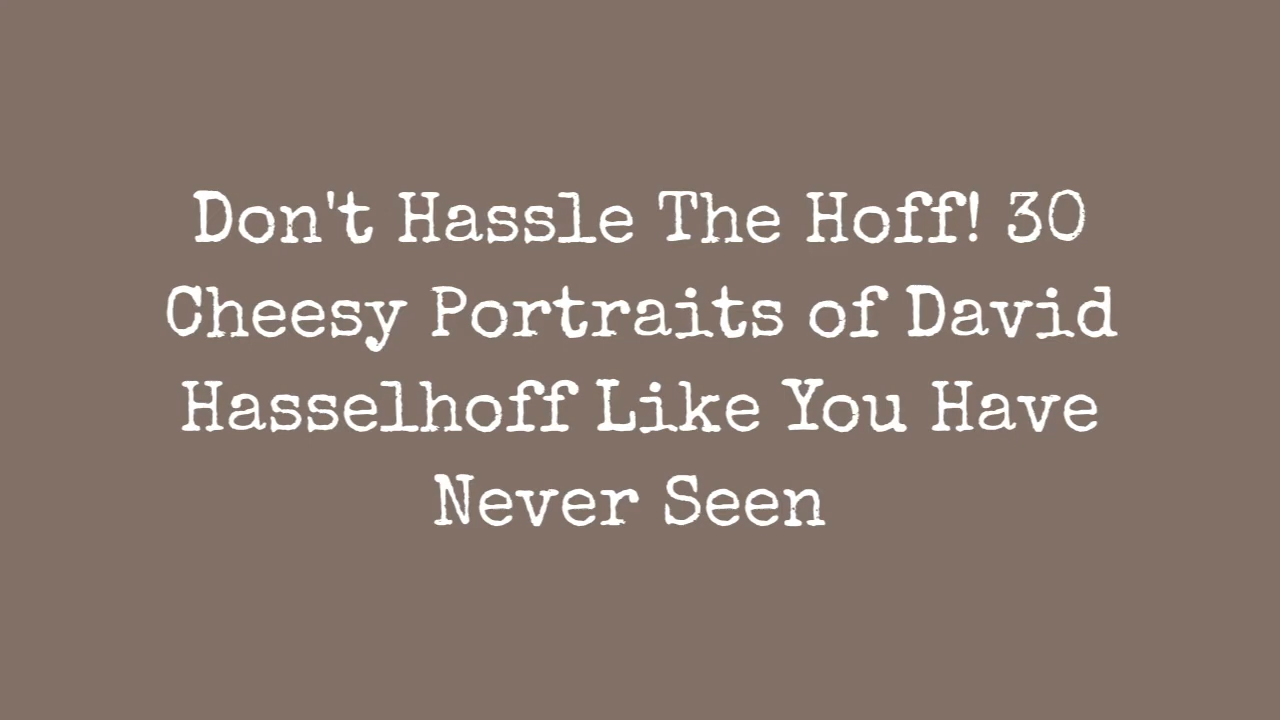 Don't Hassle The Hoff! 30
Cheesy Portraits of David
Hasselhoff Like You Have
Never Seen